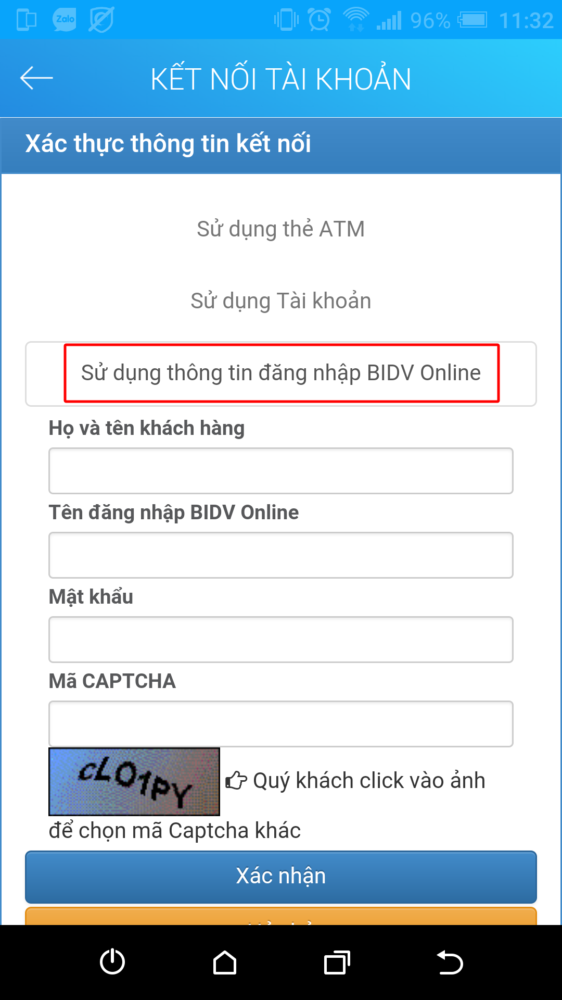 Zalo
96% 11:32
KẾT NỐI TÀI KHOẢN
Xác thực thông tin kết nối
Sử dụng thẻ ATM
Sử dụng Tài khoản
Sử dụng thông tin đăng nhập BIDV Online
Họ và tên khách hàng
Tên đăng nhập BIDV Online
Mật khẩu
Mã CAPTCHA
cLO1PY
Quý khách click vào ảnh
để chọn mã Captcha khác
Xác nhận